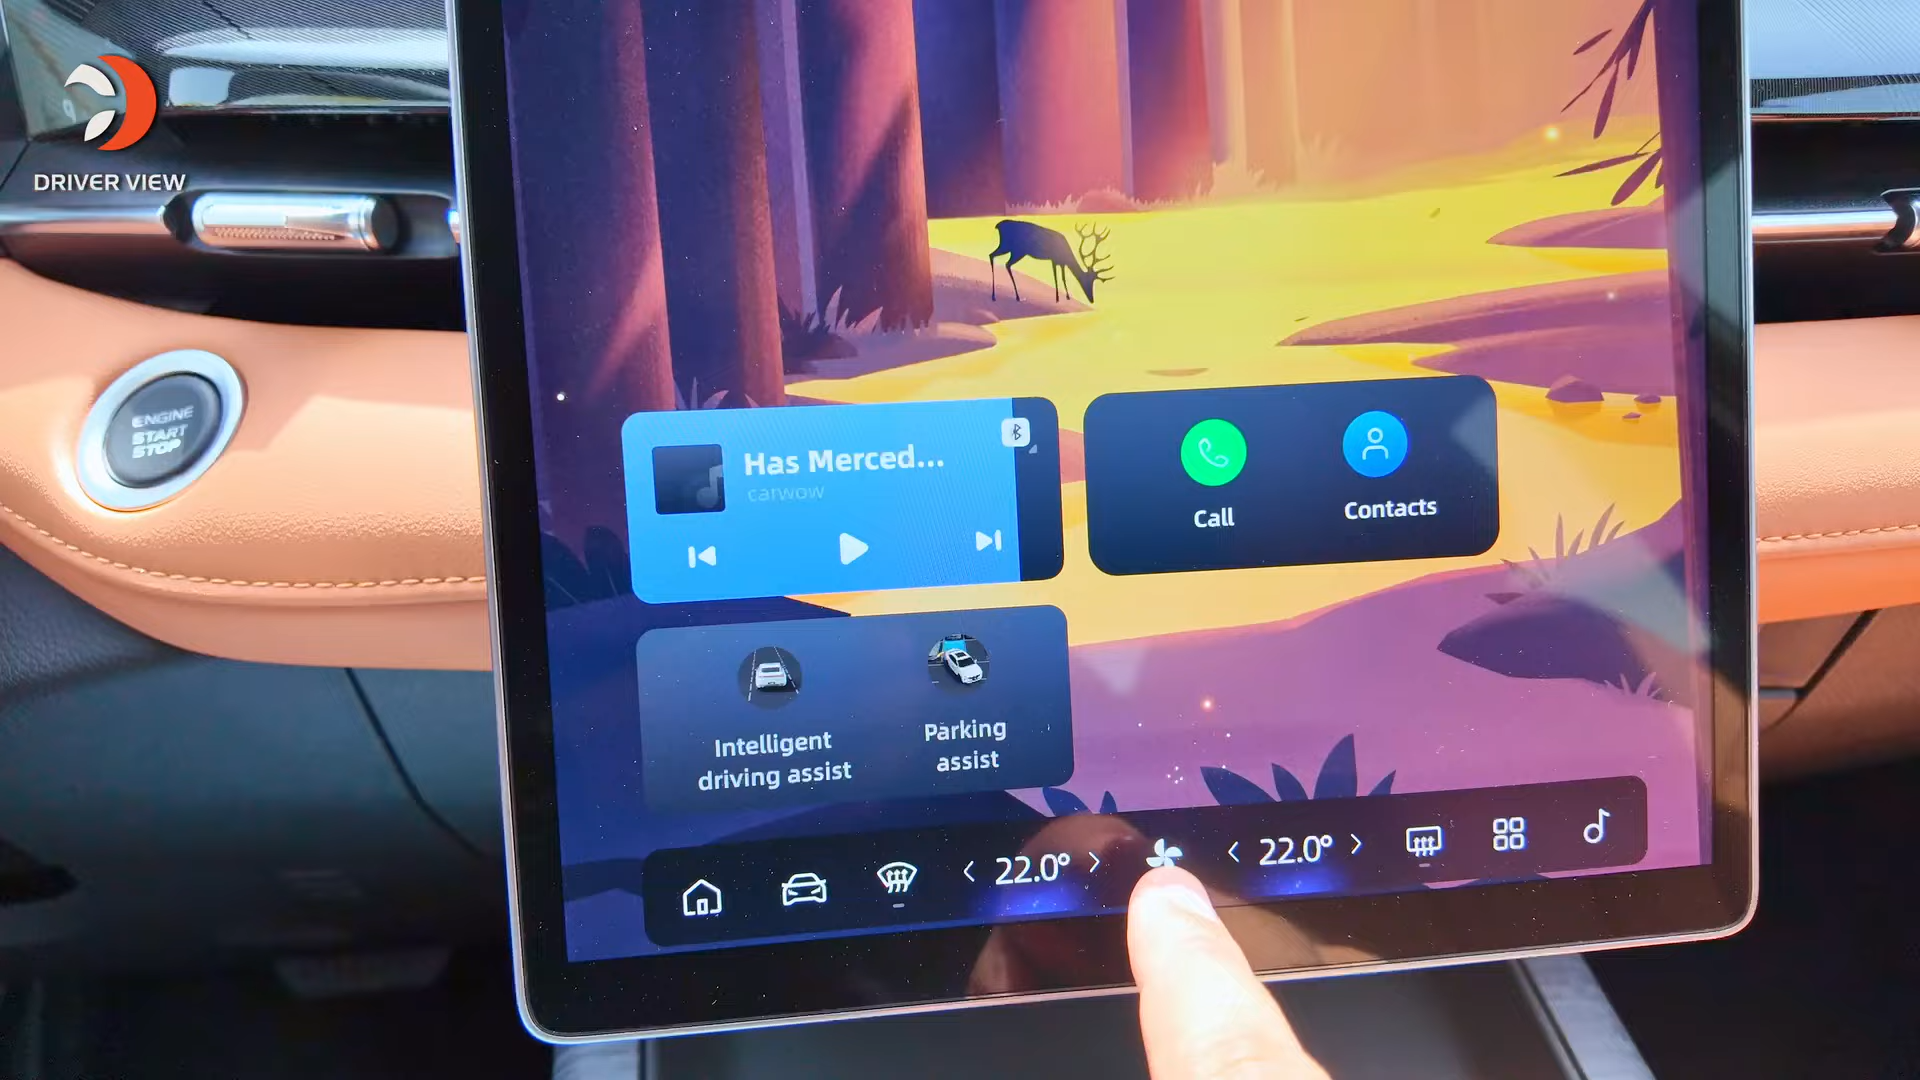 DRIVER VIEW
ENGINE
START
STOP
Has Merced...
carwow
Call
Contacts
Intelligent
driving assist
Parking
assist
< 22.0° >
< 22.0° >